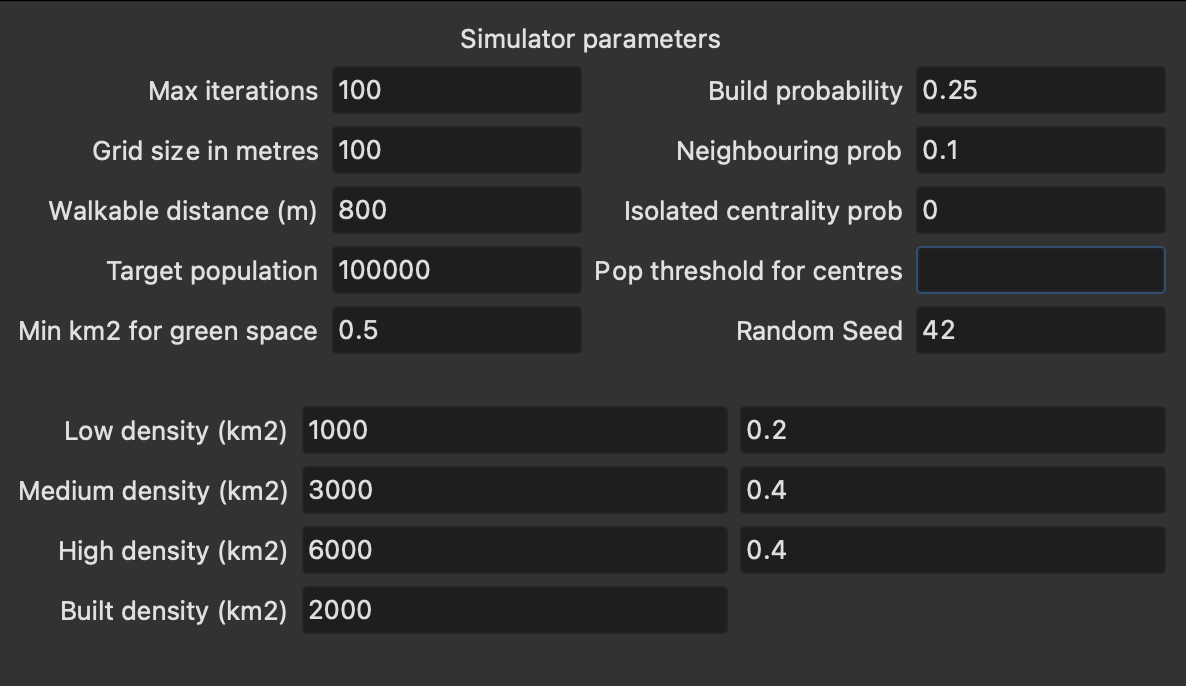 Simulator parameters
Max iterations 100 Build probability 0.25
Grid size in metres 100 Neighbouring prob 0.1
Walkable distance (m) 800 Isolated centrality prob 0
Target population 100000 Pop threshold for centres
Min km2 for green space 0.5 Random Seed 42
Low density (km2) 1000 0.2
Medium density (km2) 3000 0.4
High density (km2) 6000 0.4
Built density (km2) 2000